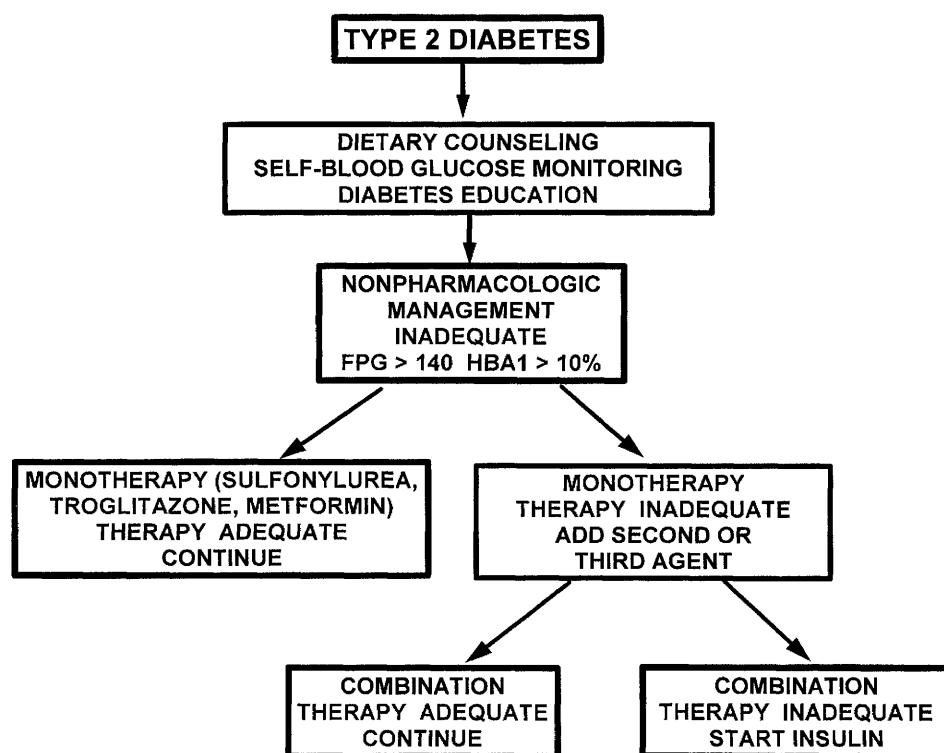 TYPE 2 DIABETES
DIETARY COUNSELING
SELF-BLOOD GLUCOSE MONITORING
DIABETES EDUCATION
NONPHARMACOLOGIC
MANAGEMENT
INADEQUATE
FPG > 140 HBA1 > 10%
MONOTHERAPY (SULFONYLUREA,
TROGLITAZONE, METFORMIN)
THERAPY ADEQUATE
CONTINUE
MONOTHERAPY
THERAPY INADEQUATE
ADD SECOND OR
THIRD AGENT
COMBINATION
THERAPY ADEQUATE
CONTINUE
COMBINATION
THERAPY INADEQUATE
START INSULIN